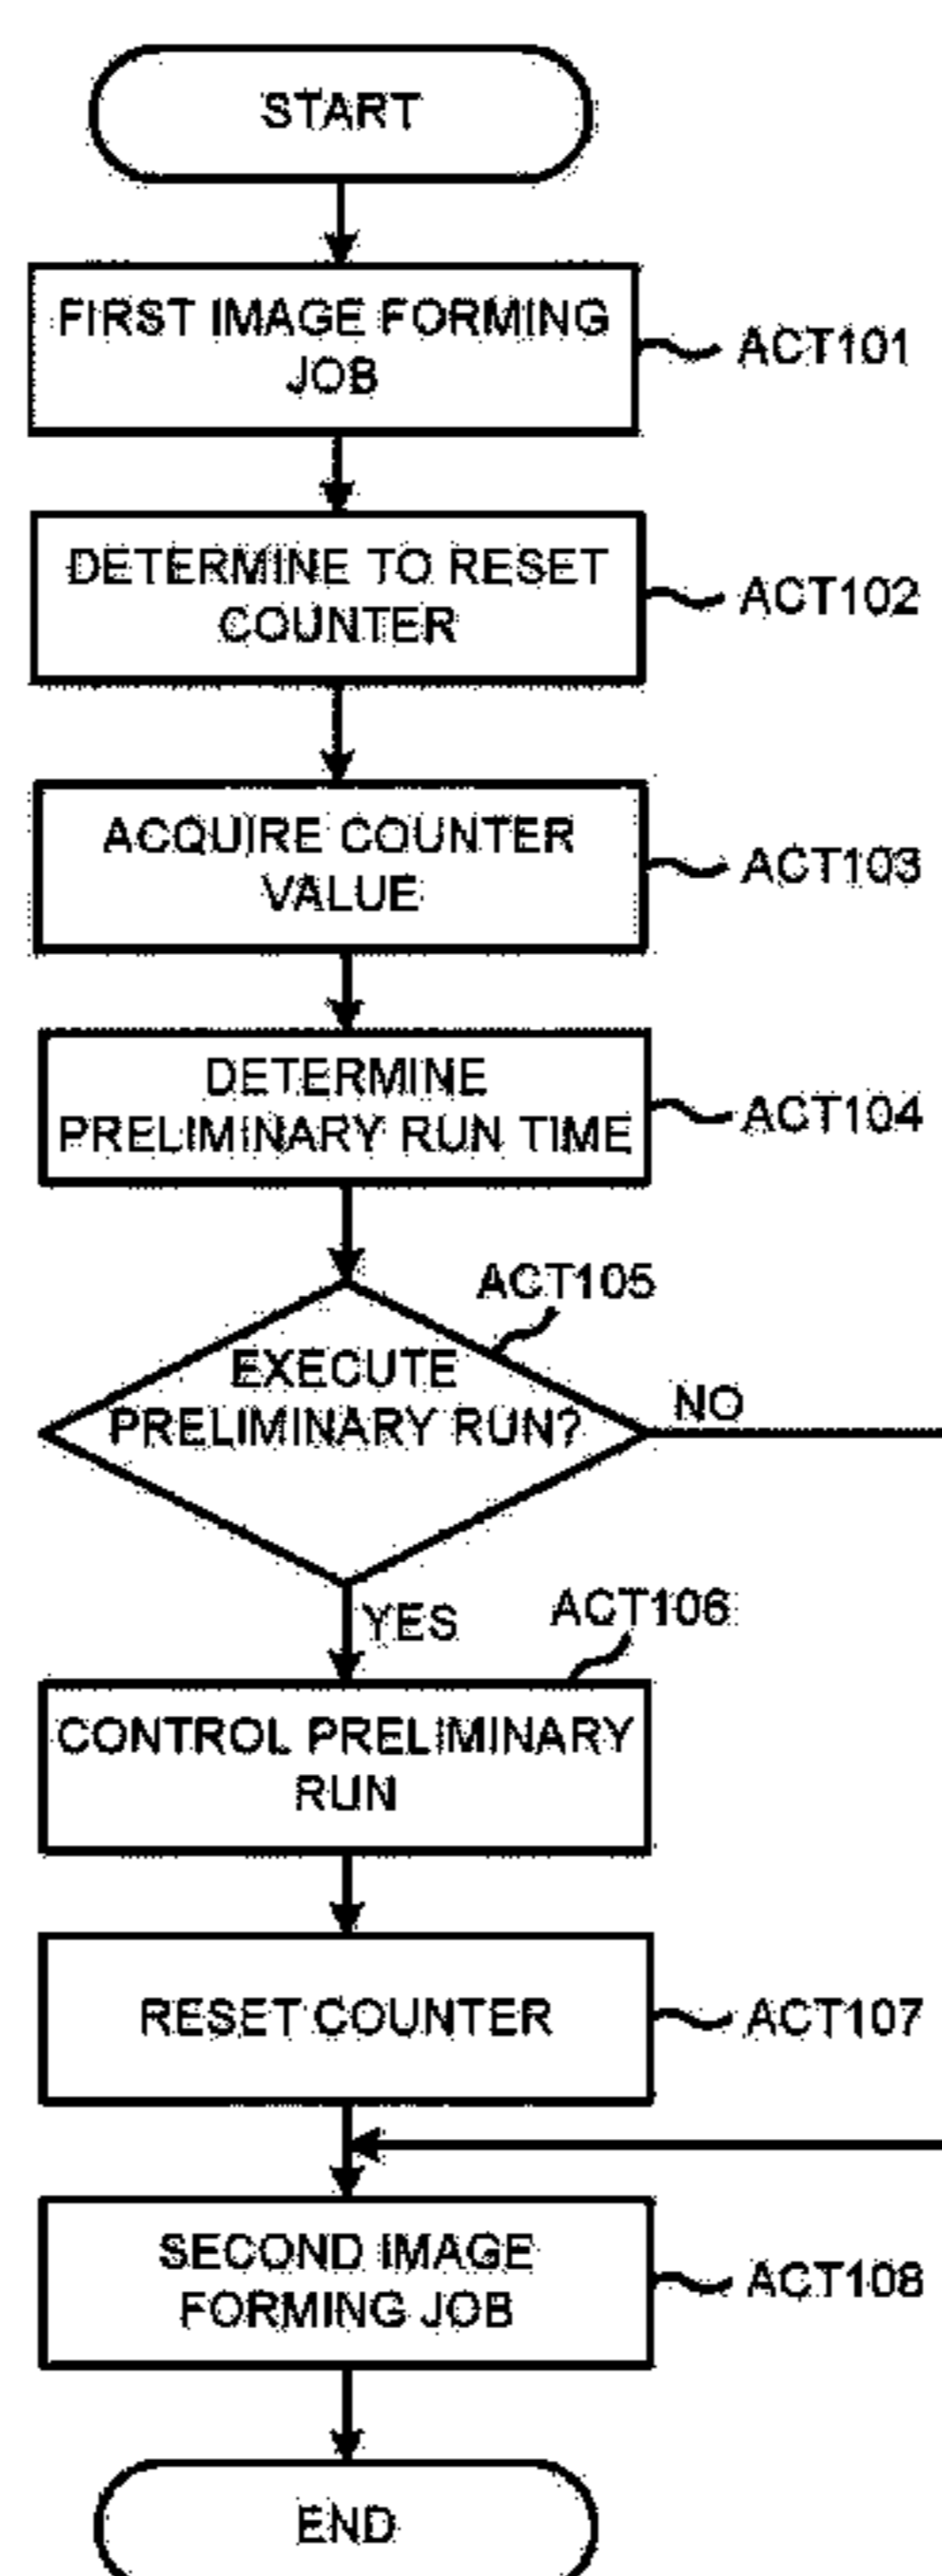 START
FIRST IMAGE FORMING
JOB
ACT101
DETERMINE TO RESET
COUNTER
ACT102
ACQUIRE COUNTER
VALUE
ACT103
DETERMINE
PRELIMINARY RUN TIME
ACT104
ACT105
EXECUTE
PRELIMINARY RUN?
NO
YES
ACT106
CONTROL PRELIMINARY
RUN
RESET COUNTER
ACT107
SECOND IMAGE
FORMING JOB
ACT108
END